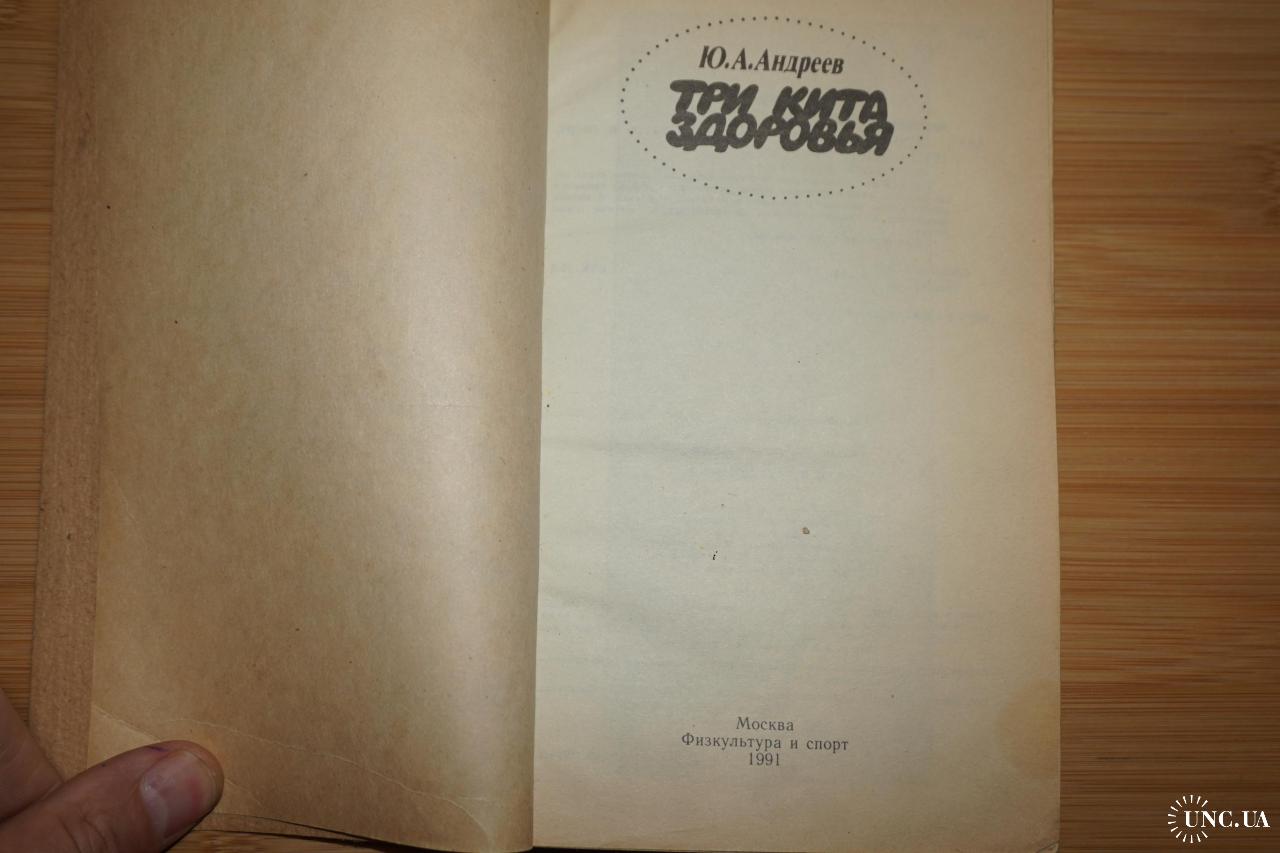 Ю.А.Андреев
ТРИ КИТА
ЗДОРОВЬЯ
Москва
Физкультура и спорт
1991
UNC.UA